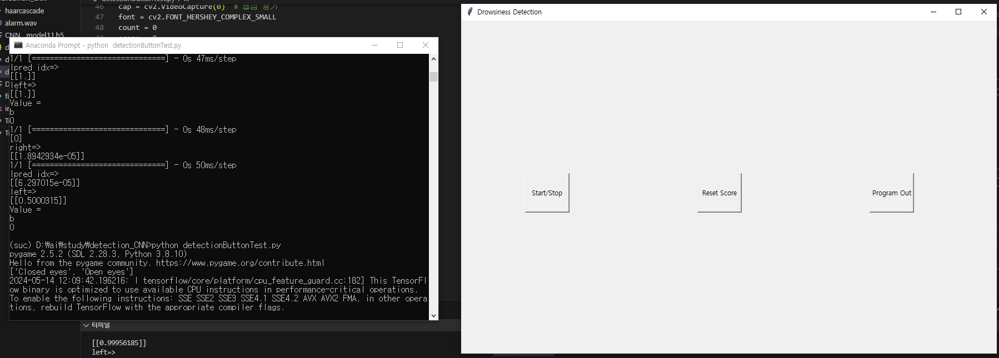 haarcascade
alarm.wav
CNN__model11.h5
detectionButtonTest.py > ...
46 cap = cv2.VideoCapture(0) # 웹캠 열기
47 font = cv2.FONT_HERSHEY_COMPLEX_SMALL
48 count = 0
Anaconda Prompt - python  detectionButtonTest.py
1/1 [==============================] - 0s 47ms/step
lpred idx=>
[[1.]]
left=>
[[1.]]
Value =
b
0
1/1 [==============================] - 0s 48ms/step
[0]
right=>
[[1.8942934e-05]]
1/1 [==============================] - 0s 50ms/step
lpred idx=>
[[6.297015e-05]]
left=>
[[0.5000315]]
Value =
b
0
(suc) D:\ai\study\detection_CNN>python detectionButtonTest.py
pygame 2.5.2 (SDL 2.28.3, Python 3.8.10)
Hello from the pygame community. https://www.pygame.org/contribute.html
['Closed eyes', 'Open eyes']
2024-05-14 12:09:42.196216: I tensorflow/core/platform/cpu_feature_guard.cc:182] This TensorFl
ow binary is optimized to use available CPU instructions in performance-critical operations.
To enable the following instructions: SSE SSE2 SSE3 SSE4.1 SSE4.2 AVX AVX2 FMA, in other opera
tions, rebuild TensorFlow with the appropriate compiler flags.
터미널
[[0.99956185]]
left=>
Drowsiness Detection
Start/Stop
Reset Score
Program Out